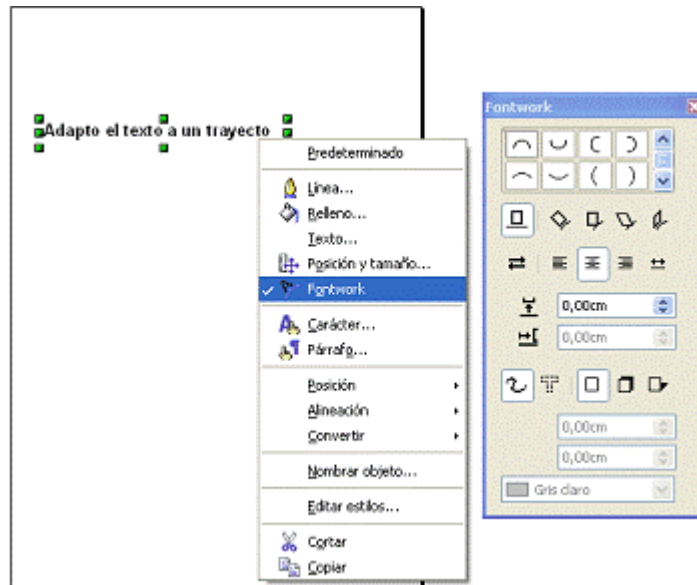 Adapto el texto a un trayecto
Predeterminado
Línea...
Relleno...
Texto...
Posición y tamaño...
Fontwork
Carácter...
Párrafo...
Posición
Alineación
Convertir
Nombrar objeto...
Editar estilos...
Cortar
Copiar
Fontwork
0,00cm
0,00cm
0,00cm
0,00cm
Gris claro